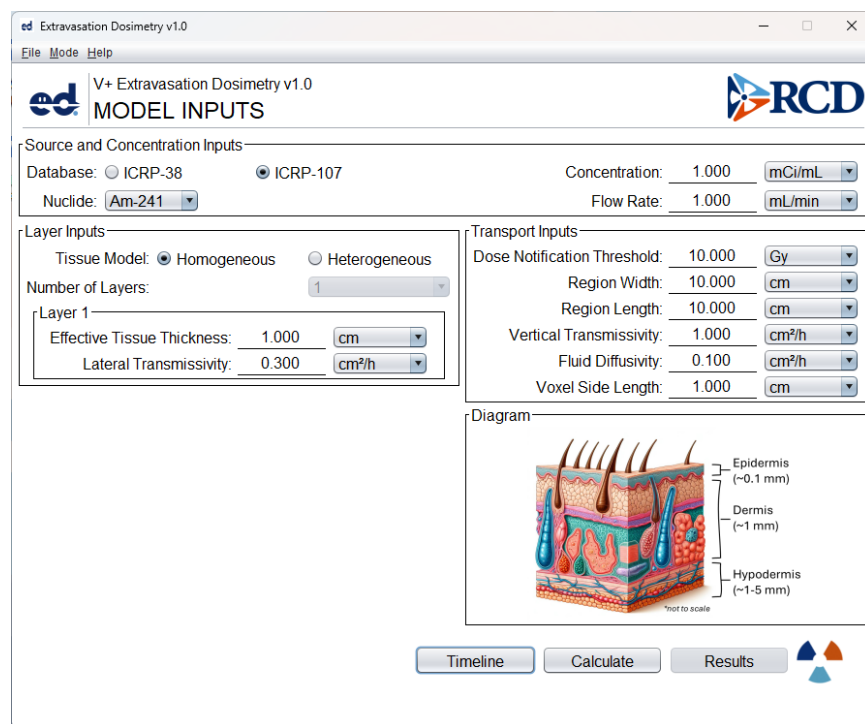 ed Extravasation Dosimetry v1.0
File Mode Help
ed
V+ Extravasation Dosimetry v1.0
MODEL INPUTS
RCD
Source and Concentration Inputs
Database: ICRP-38 ICRP-107
Concentration: 1.000 mCi/mL
Nuclide: Am-241
Flow Rate: 1.000 mL/min
Layer Inputs
Tissue Model: Homogeneous Heterogeneous
Number of Layers: 1
Layer 1
Effective Tissue Thickness: 1.000 cm
Lateral Transmissivity: 0.300 cm²/h
Transport Inputs
Dose Notification Threshold: 10.000 Gy
Region Width: 10.000 cm
Region Length: 10.000 cm
Vertical Transmissivity: 1.000 cm²/h
Fluid Diffusivity: 0.100 cm²/h
Voxel Side Length: 1.000 cm
Diagram
Epidermis
(~0.1 mm)
Dermis
(~1 mm)
Hypodermis
(~1-5 mm)
*not to scale
Timeline Calculate Results